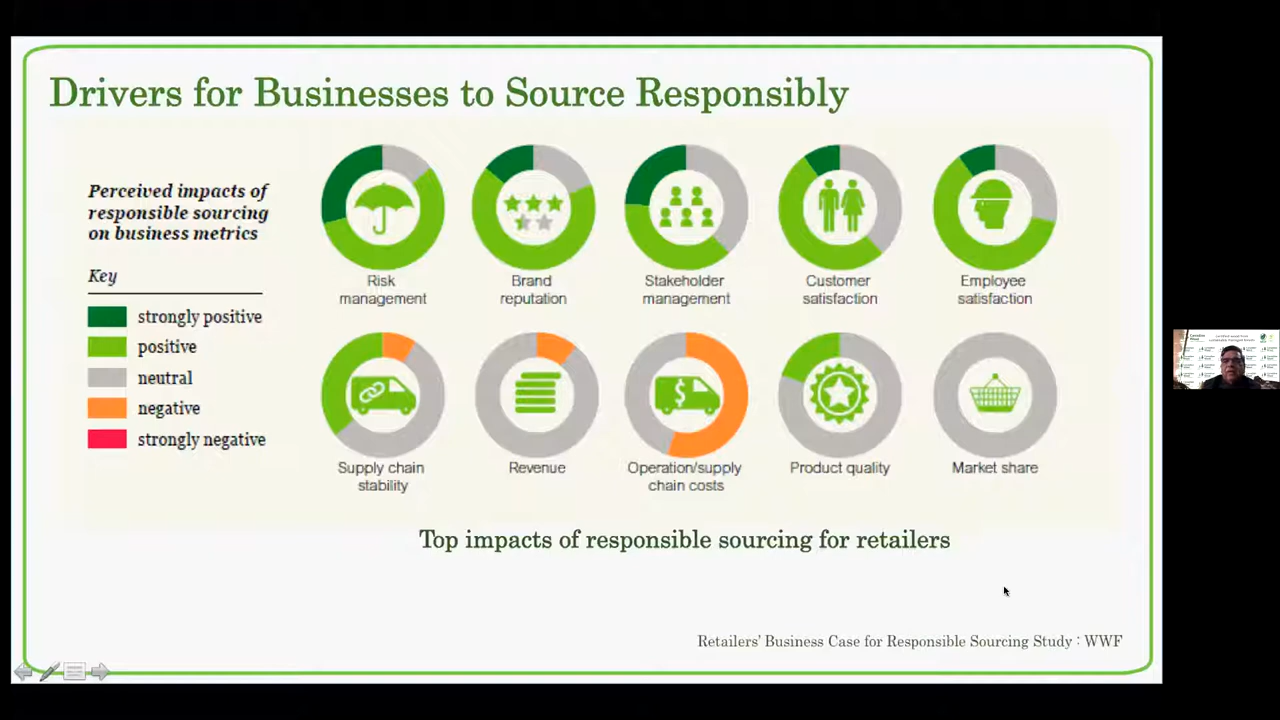 Drivers for Businesses to Source Responsibly
Perceived impacts of
responsible sourcing
on business metrics
Key
strongly positive
positive
neutral
negative
strongly negative
Risk
management
Brand
reputation
Stakeholder
management
Customer
satisfaction
Employee
satisfaction
Supply chain
stability
Revenue
Operation/supply
chain costs
Product quality
Market share
$
Top impacts of responsible sourcing for retailers
Retailers' Business Case for Responsible Sourcing Study : WWF